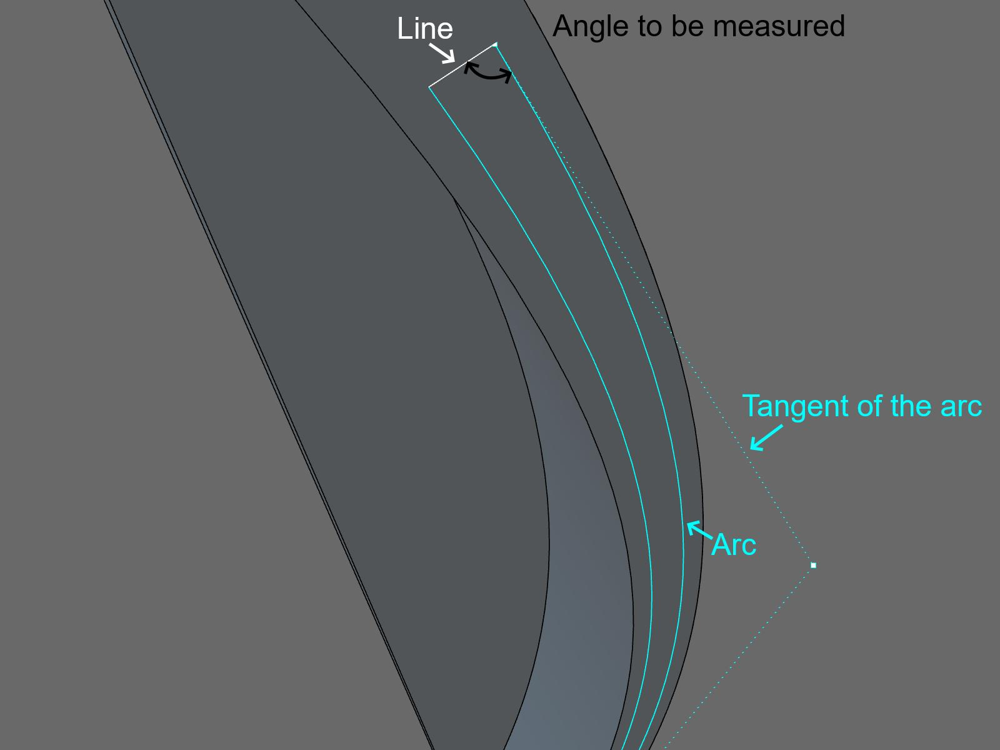 Line
Angle to be measured
Tangent of the arc
Arc